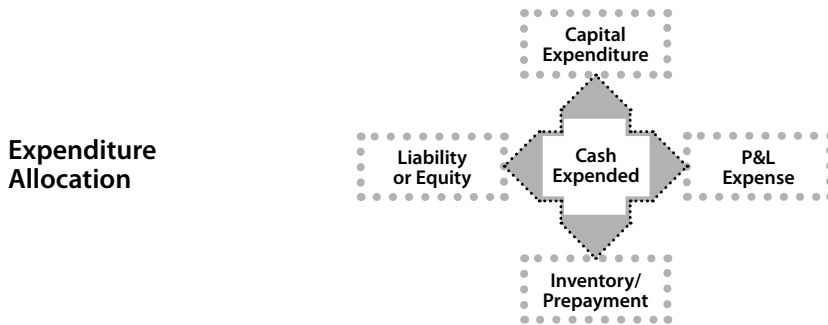 Expenditure
Allocation
Capital
Expenditure
Liability
or Equity
Cash
Expended
P&L
Expense
Inventory/
Prepayment